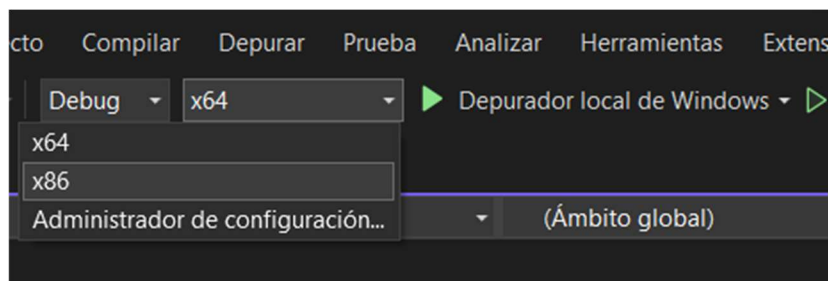 ecto Compilar Depurar Prueba Analizar Herramientas Extens
Debug x64 Depurador local de Windows
x64
x86
Administrador de configuración...
(Ámbito global)